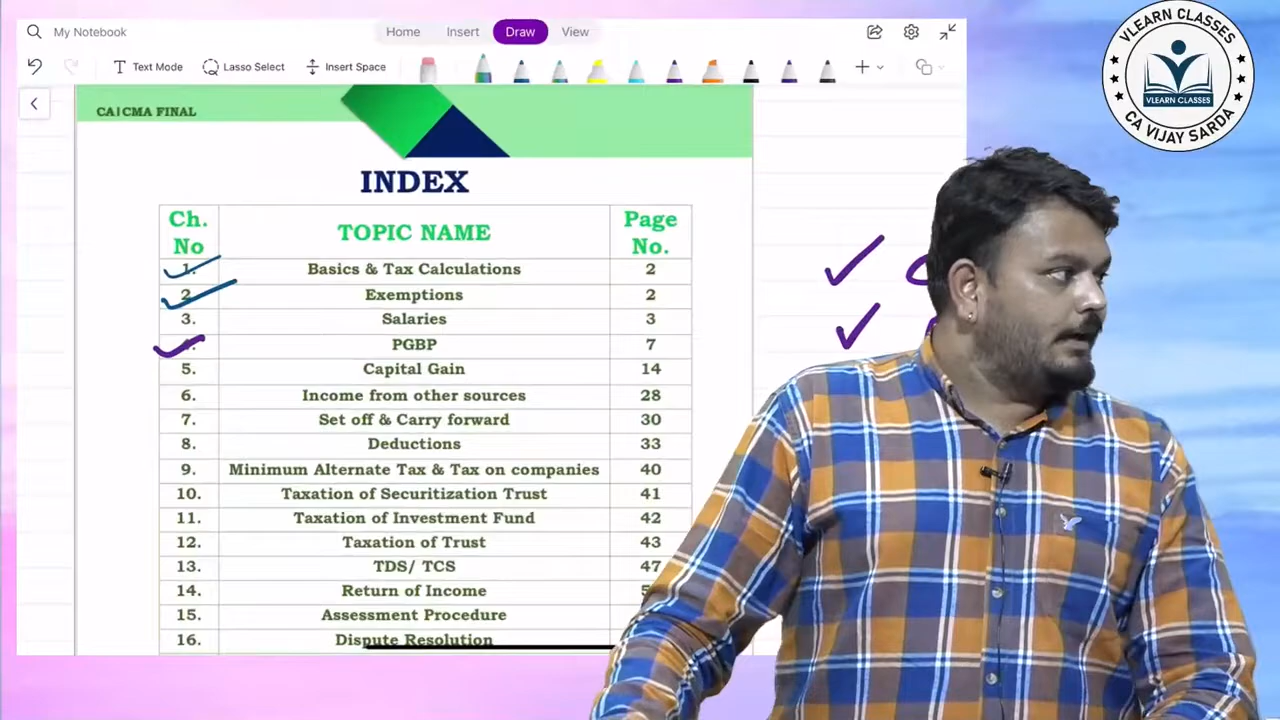 My Notebook
Home Insert Draw View
Text Mode Lasso Select Insert Space
CA|CMA FINAL
INDEX
Ch. No TOPIC NAME Page No.
1. Basics & Tax Calculations 2
2. Exemptions 2
3. Salaries 3
PGBP 7
5. Capital Gain 14
6. Income from other sources 28
7. Set off & Carry forward 30
8. Deductions 33
9. Minimum Alternate Tax & Tax on companies 40
10. Taxation of Securitization Trust 41
11. Taxation of Investment Fund 42
12. Taxation of Trust 43
13. TDS/ TCS 47
14. Return of Income
15. Assessment Procedure
16. Dispute Resolution
VLEARN CLASSES
VLEARN CLASSES
CA VIJAY SARDA